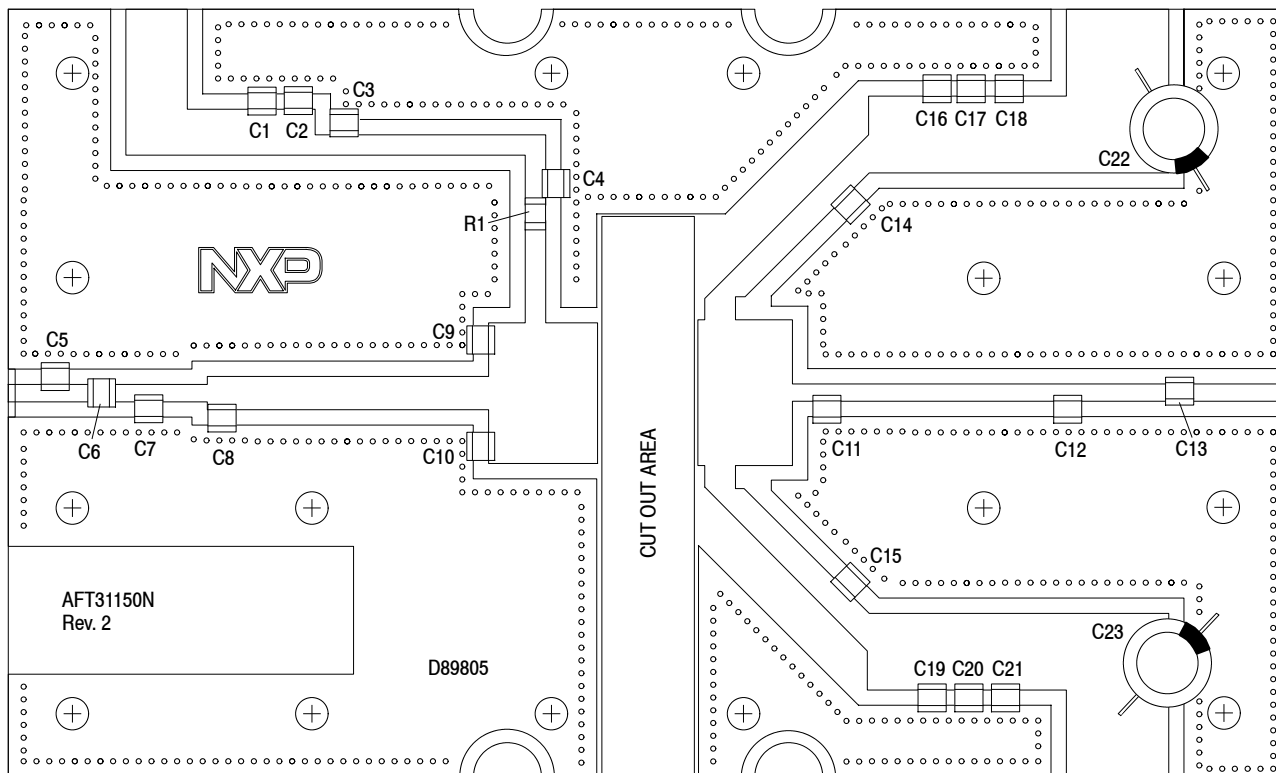 C3
C1
C2
C16
C17
C18
C22
C4
R1
C14
NXP
C5
C9
C6
C7
C8
C10
C11
C12
C13
CUT OUT AREA
C15
AFT31150N
Rev. 2
C23
D89805
C19
C20
C21